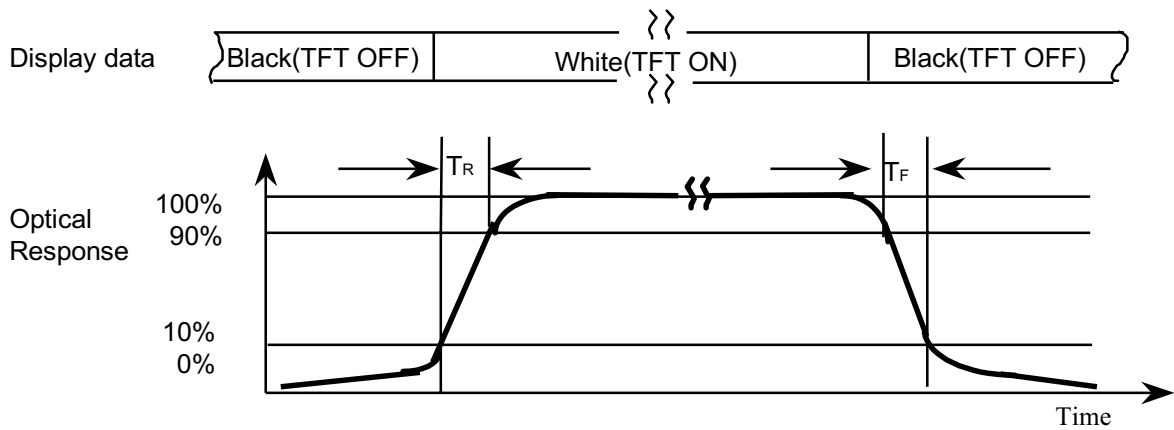 Display data
Black(TFT OFF)
White(TFT ON)
Black(TFT OFF)
TR
TF
Optical
Response
100%
90%
10%
0%
Time